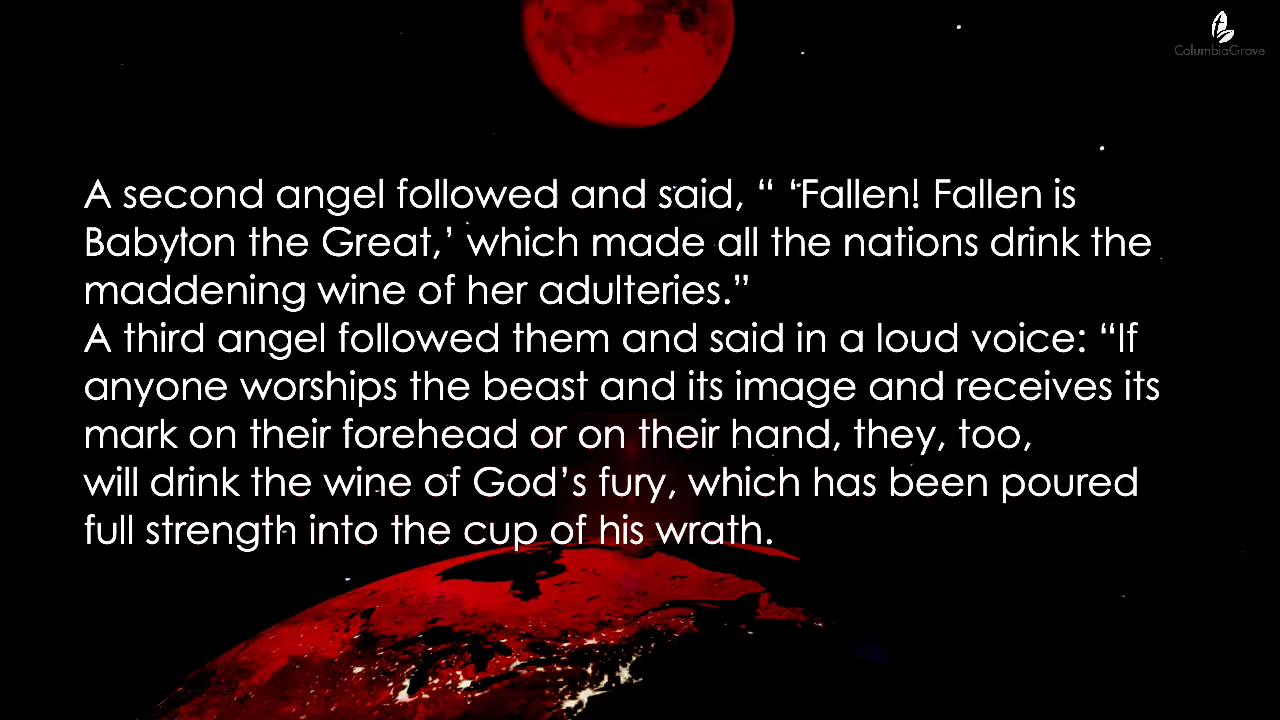 ColumbiaGrove
A second angel followed and said, “ ‘Fallen! Fallen is
Babylon the Great,’ which made all the nations drink the
maddening wine of her adulteries.”
A third angel followed them and said in a loud voice: “If
anyone worships the beast and its image and receives its
mark on their forehead or on their hand, they, too,
will drink the wine of God’s fury, which has been poured
full strength into the cup of his wrath.